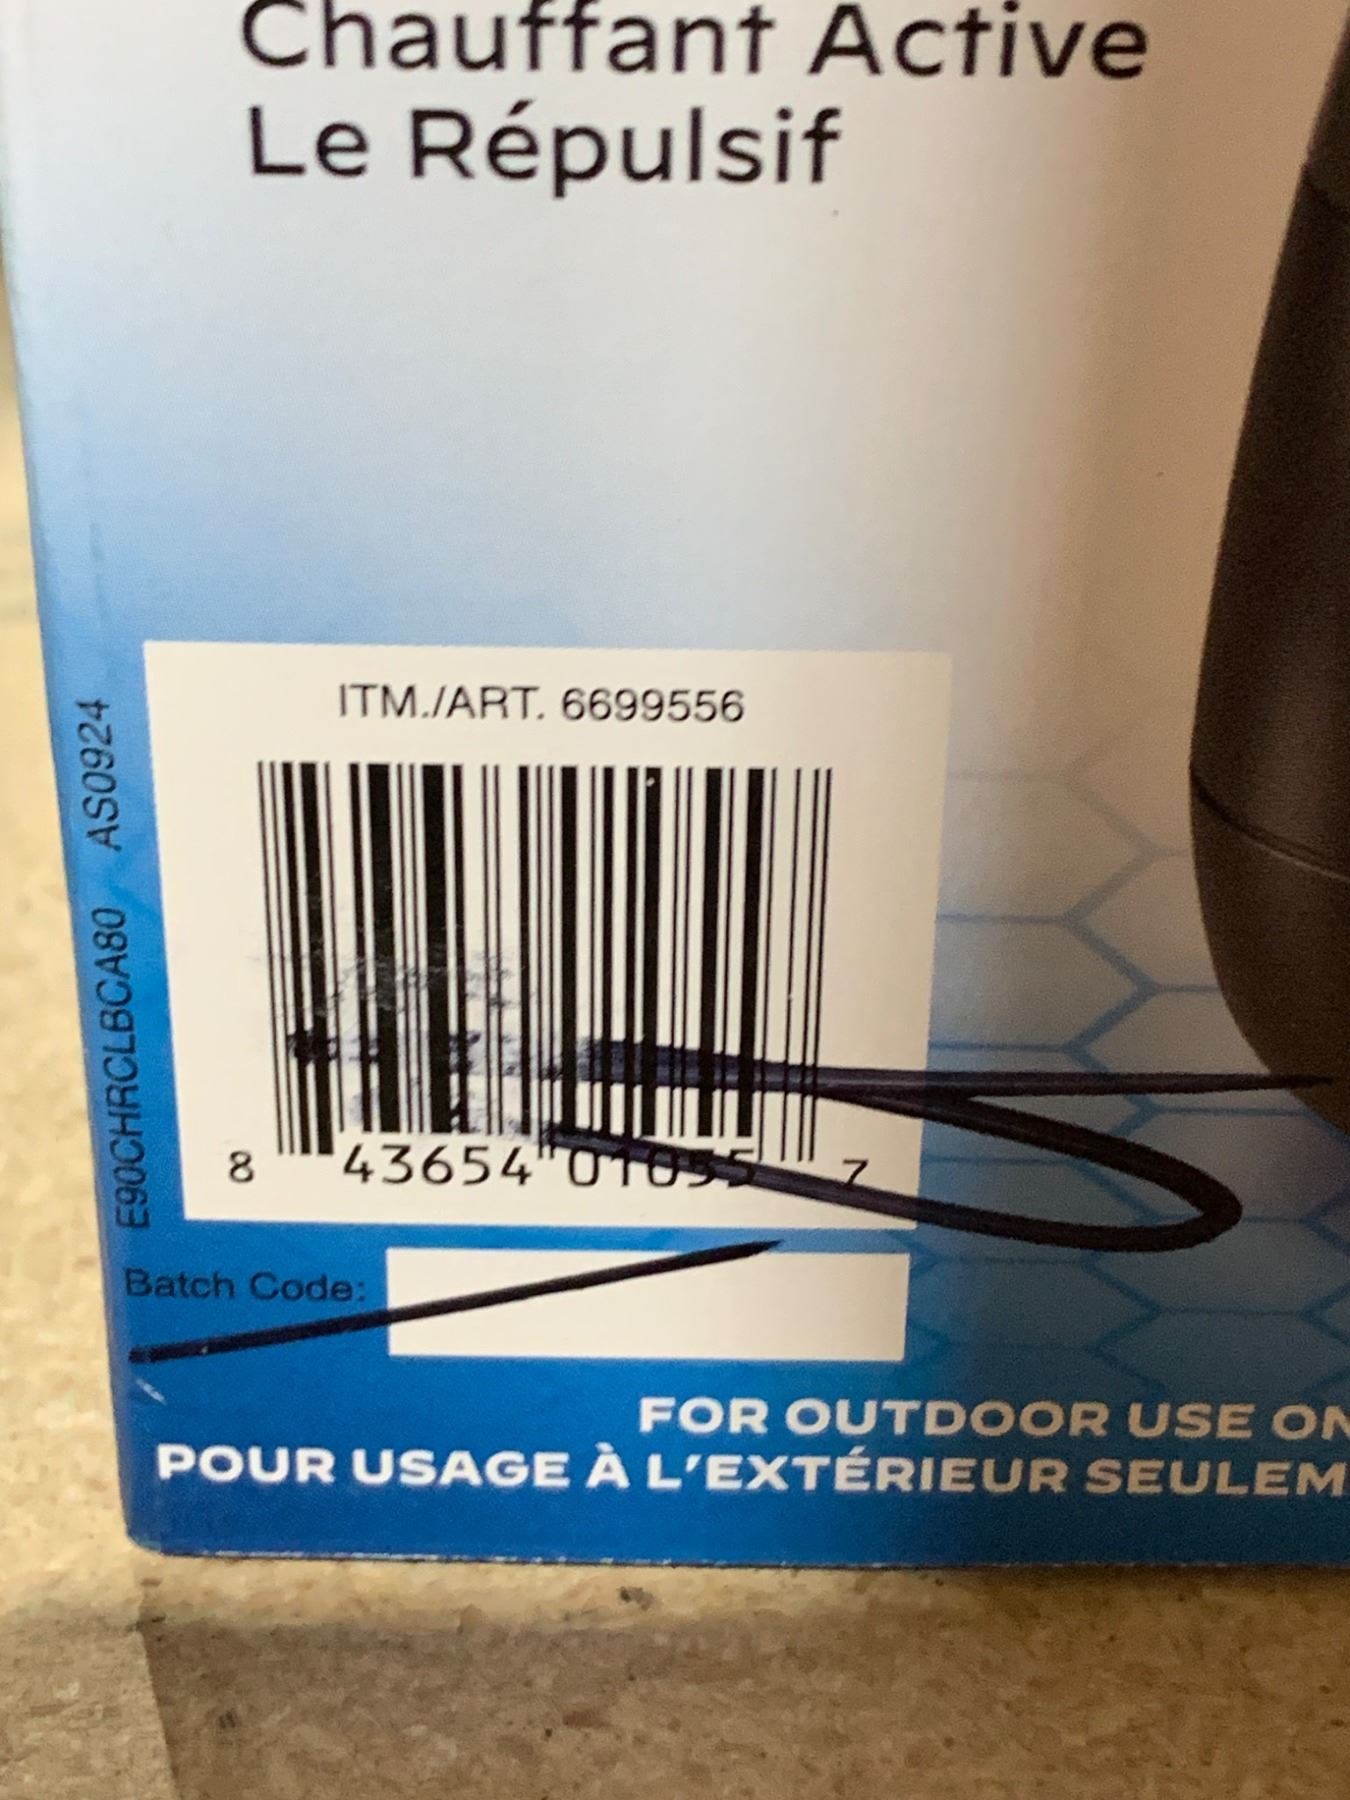 Chauffant Active
Le Répulsif
ITM./ART. 6699556
E90CHRCLBCA80 AS0924
8 43654 01055 7
Batch Code:
FOR OUTDOOR USE ON
POUR USAGE À L'EXTÉRIEUR SEULEM